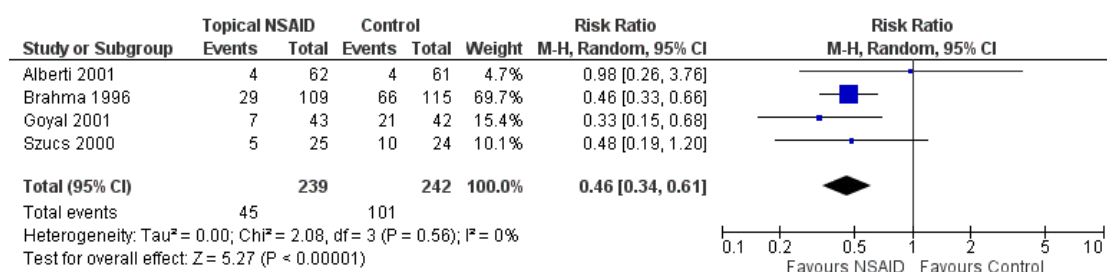 Topical NSAID Control Risk Ratio Risk Ratio
Study or Subgroup Events Total Events Total Weight M-H, Random, 95% CI M-H, Random, 95% CI
Alberti 2001 4 62 4 61 4.7% 0.98 [0.26, 3.76]
Brahma 1996 29 109 66 115 69.7% 0.46 [0.33, 0.66]
Goyal 2001 7 43 21 42 15.4% 0.33 [0.15, 0.68]
Szucs 2000 5 25 10 24 10.1% 0.48 [0.19, 1.20]
Total (95% CI) 239 242 100.0% 0.46 [0.34, 0.61]
Total events 45 101
Heterogeneity: Tau² = 0.00; Chi² = 2.08, df = 3 (P = 0.56); I² = 0%
Test for overall effect: Z = 5.27 (P < 0.00001)
0.1 0.2 0.5 1 2 5 10
Favours NSAID Favours Control